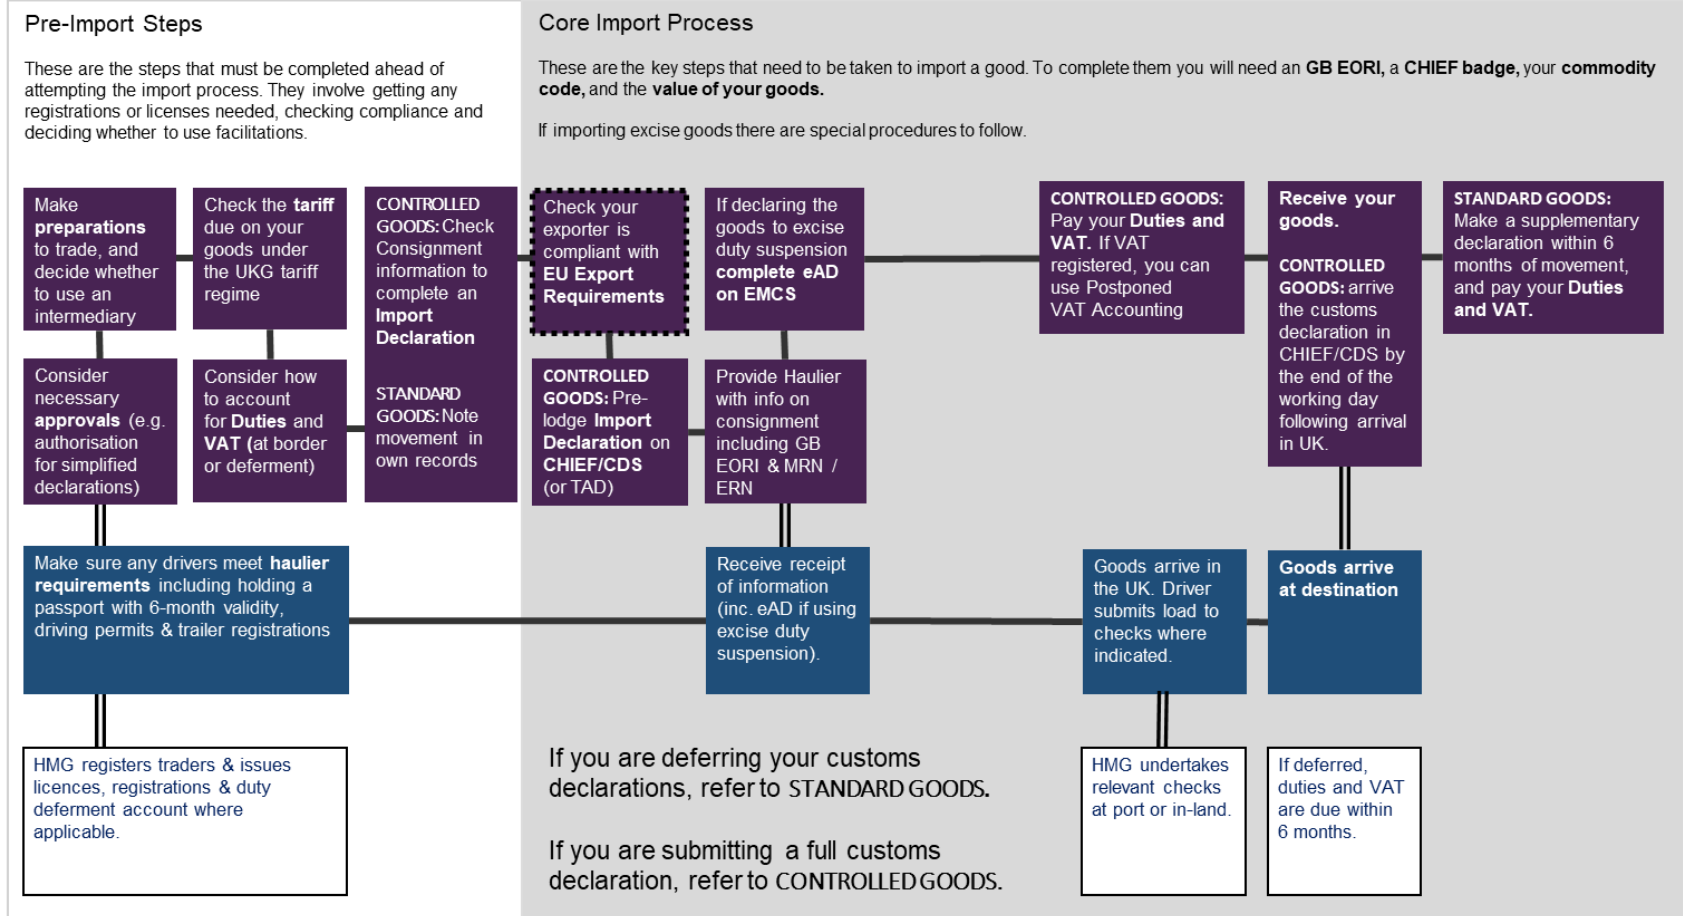 Pre-Import Steps
These are the steps that must be completed ahead of
attempting the import process. They involve getting any
registrations or licenses needed, checking compliance and
deciding whether to use facilitations.
Core Import Process
These are the key steps that need to be taken to import a good. To complete them you will need an GB EORI, a CHIEF badge, your commodity
code, and the value of your goods.
If importing excise goods there are special procedures to follow.
Make
preparations
to trade, and
decide whether
to use an
intermediary
Consider
necessary
approvals (e.g.
authorisation
for simplified
declarations)
Check the tariff
due on your
goods under
the UKG tariff
regime
Consider how
to account
for Duties and
VAT (at border
or deferment)
CONTROLLED
GOODS: Check
Consignment
information to
complete an
Import
Declaration
STANDARD
GOODS: Note
movement in
own records
Check your
exporter is
compliant with
EU Export
Requirements
CONTROLLED
GOODS: Pre-
lodge Import
Declaration on
CHIEF/CDS
(or TAD)
If declaring the
goods to excise
duty suspension
complete eAD
on EMCS
Provide Haulier
with info on
consignment
including GB
EORI & MRN /
ERN
CONTROLLED GOODS:
Pay your Duties and
VAT. If VAT
registered, you can
use Postponed
VAT Accounting
Receive your
goods.
CONTROLLED
GOODS: arrive
the customs
declaration in
CHIEF/CDS by
the end of the
working day
following arrival
in UK.
STANDARD GOODS:
Make a supplementary
declaration within 6
months of movement,
and pay your Duties
and VAT.
Make sure any drivers meet haulier
requirements including holding a
passport with 6-month validity,
driving permits & trailer registrations
Receive receipt
of information
(inc. eAD if using
excise duty
suspension).
Goods arrive in
the UK. Driver
submits load to
checks where
indicated.
Goods arrive
at destination
HMG registers traders & issues
licences, registrations & duty
deferment account where
applicable.
If you are deferring your customs
declarations, refer to STANDARD GOODS.
If you are submitting a full customs
declaration, refer to CONTROLLED GOODS.
HMG undertakes
relevant checks
at port or in-land.
If deferred,
duties and VAT
are due within
6 months.